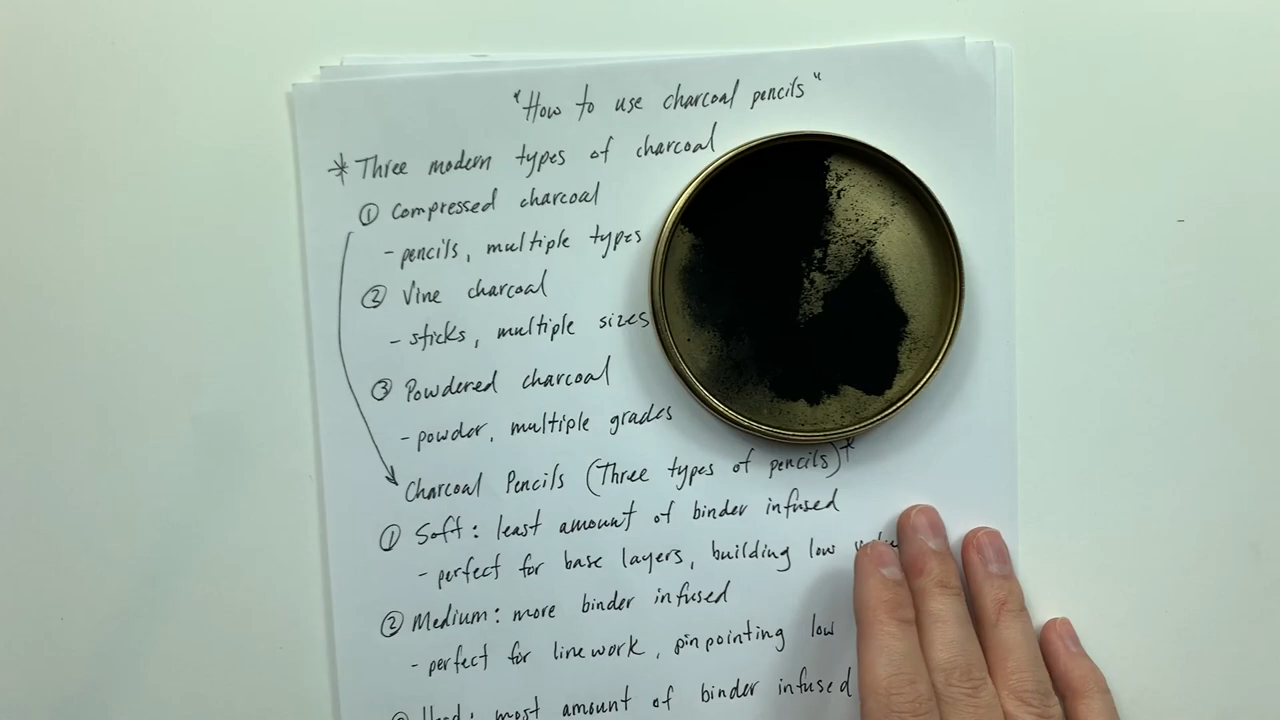 "How to use charcoal pencils"
* Three modern types of charcoal
① Compressed charcoal
- pencils, multiple types
② Vine charcoal
- sticks, multiple sizes
③ Powdered charcoal
- powder, multiple grades
Charcoal Pencils (Three types of pencils)*
① Soft: least amount of binder infused
- perfect for base layers, building low
② Medium: more binder infused
- perfect for linework, pinpointing low
Hard: most amount of binder infused